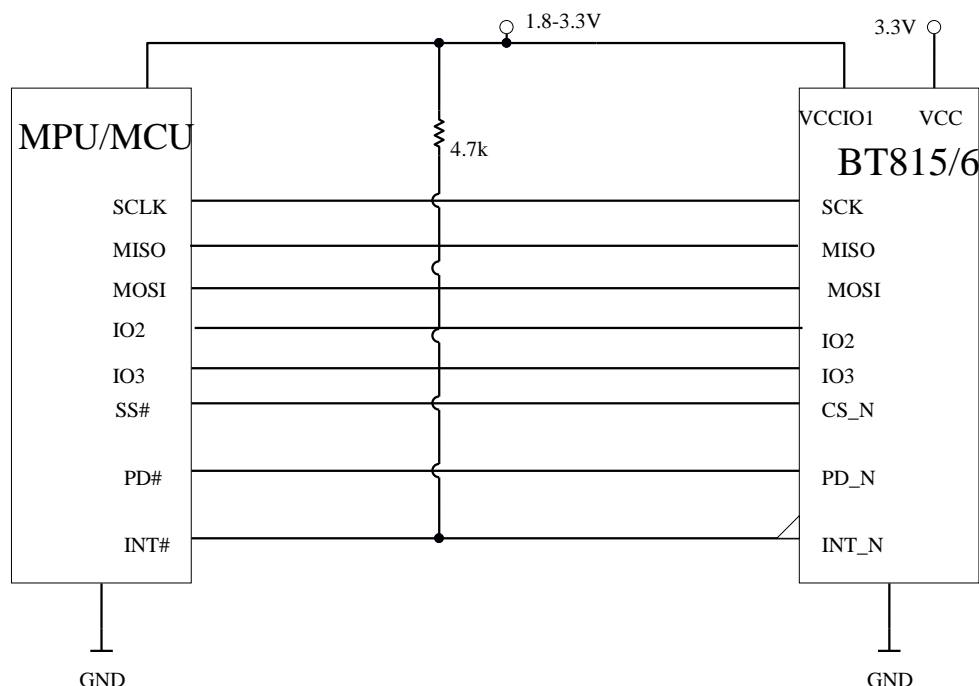 1.8-3.3V
3.3V
MPU/MCU
VCCIO1
VCC
4.7k
BT815/6
SCLK
SCK
MISO
MISO
MOSI
MOSI
IO2
IO2
IO3
IO3
SS#
CS_N
PD#
PD_N
INT#
INT_N
GND
GND